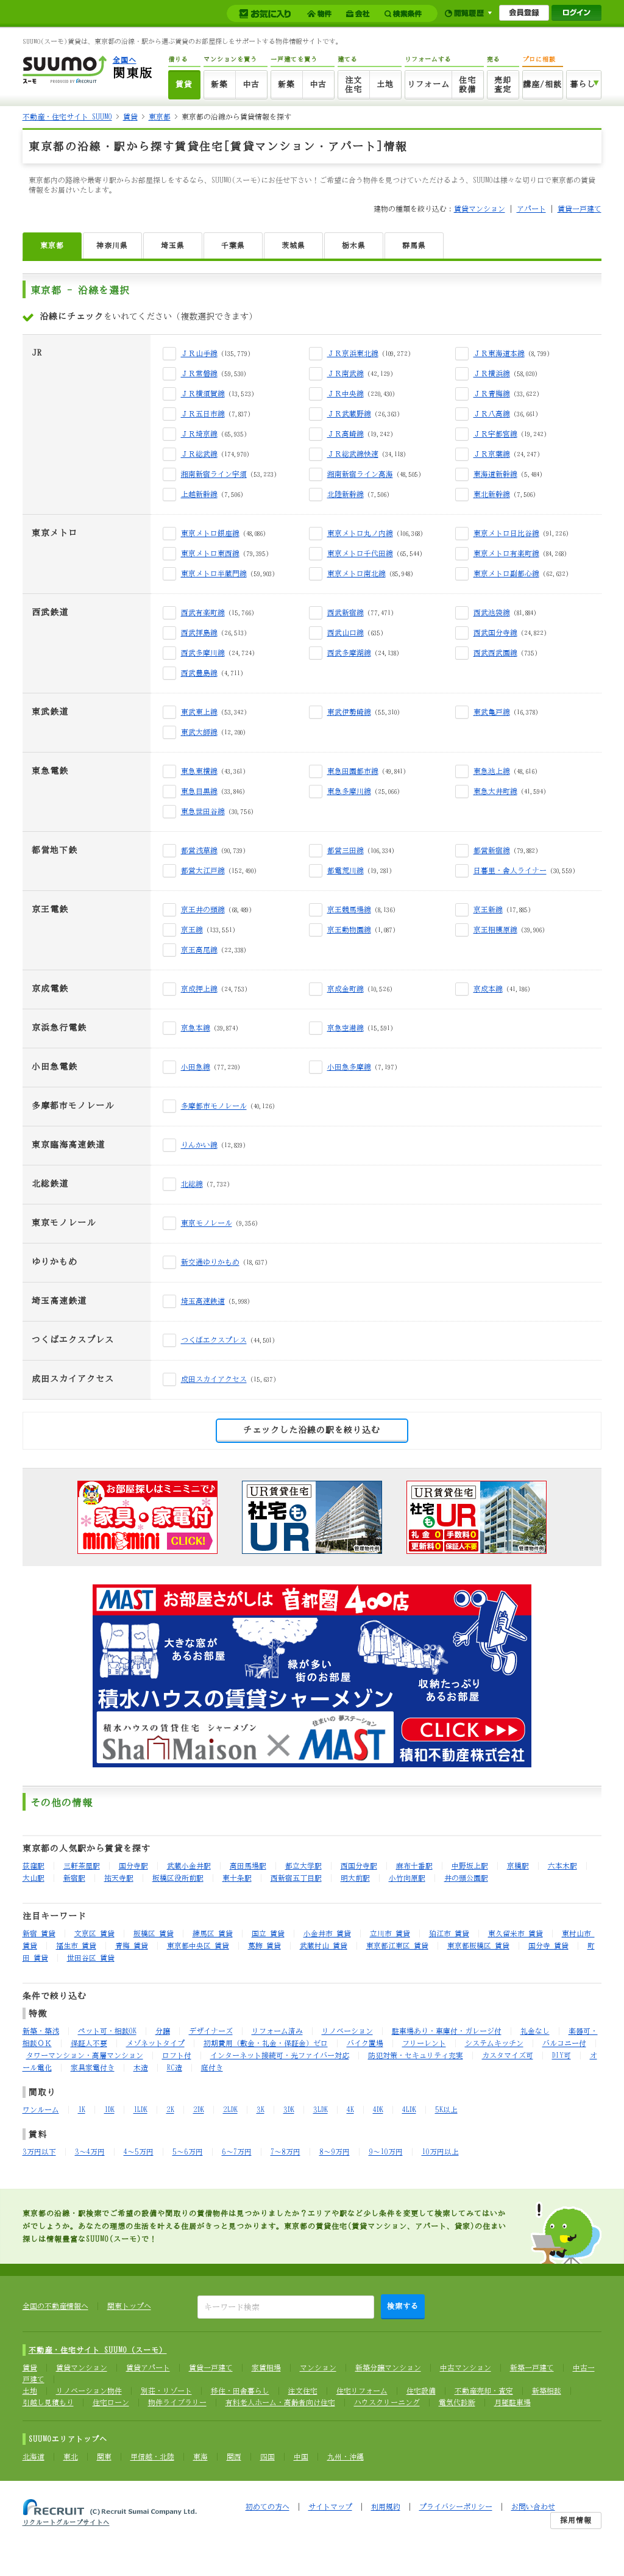 お気に入り 物件 会社 検索条件 閲覧履歴 会員登録 ログイン
SUUMO(スーモ)賃貸は、東京都の沿線・駅から選ぶ賃貸のお部屋探しをサポートする物件情報サイトです。
SUUMO スーモ
全国へ
関東版
借りる マンションを買う 一戸建てを買う 建てる リフォームする 売る プロに相談
賃貸 新築 中古 新築 中古 注文住宅 土地 リフォーム 住宅設備 売却査定 講座/相談 暮らし
不動産・住宅サイト SUUMO > 賃貸 > 東京都 > 東京都の沿線から賃貸情報を探す
東京都の沿線・駅から探す賃貸住宅[賃貸マンション・アパート]情報
東京都内の路線や最寄り駅からお部屋探しをするなら、SUUMO(スーモ)にお任せ下さい!ご希望に合う物件を見つけていただけるよう、SUUMOは様々な切り口で東京都の賃貸
情報をお届けいたします。
建物の種類を絞り込む:賃貸マンション | アパート | 賃貸一戸建て
東京都 神奈川県 埼玉県 千葉県 茨城県 栃木県 群馬県
東京都 - 沿線を選択
沿線にチェックをいれてください(複数選択できます)
JR
JR山手線 (135,779) JR京浜東北線 (109,272) JR東海道本線 (8,799)
JR常磐線 (59,530) JR南武線 (42,129) JR横浜線 (58,020)
JR横須賀線 (13,523) JR中央線 (220,430) JR青梅線 (33,622)
JR五日市線 (7,837) JR武蔵野線 (26,363) JR八高線 (26,661)
JR埼京線 (65,935) JR高崎線 (19,242) JR宇都宮線 (19,242)
JR総武線 (174,970) JR総武線快速 (34,118) JR京葉線 (24,247)
湘南新宿ライン宇須 (53,223) 湘南新宿ライン高海 (48,505) 東海道新幹線 (5,484)
上越新幹線 (7,506) 北陸新幹線 (7,506) 東北新幹線 (7,506)
東京メトロ
東京メトロ銀座線 (48,086) 東京メトロ丸ノ内線 (106,368) 東京メトロ日比谷線 (91,226)
東京メトロ東西線 (79,395) 東京メトロ千代田線 (65,544) 東京メトロ有楽町線 (84,268)
東京メトロ半蔵門線 (59,903) 東京メトロ南北線 (85,948) 東京メトロ副都心線 (62,632)
西武鉄道
西武有楽町線 (15,766) 西武新宿線 (77,471) 西武池袋線 (81,884)
西武拝島線 (26,513) 西武山口線 (635) 西武国分寺線 (24,822)
西武多摩川線 (24,724) 西武多摩湖線 (24,138) 西武西武園線 (735)
西武豊島線 (4,711)
東武鉄道
東武東上線 (53,342) 東武伊勢崎線 (55,310) 東武亀戸線 (16,378)
東武大師線 (12,380)
東急電鉄
東急東横線 (43,361) 東急田園都市線 (49,841) 東急池上線 (48,616)
東急目黒線 (33,846) 東急多摩川線 (25,066) 東急大井町線 (41,594)
東急世田谷線 (30,756)
都営地下鉄
都営浅草線 (90,739) 都営三田線 (106,334) 都営新宿線 (79,882)
都営大江戸線 (152,490) 都電荒川線 (19,281) 日暮里・舎人ライナー (30,559)
京王電鉄
京王井の頭線 (68,489) 京王競馬場線 (8,136) 京王新線 (17,885)
京王線 (133,551) 京王動物園線 (1,087) 京王相模原線 (39,906)
京王高尾線 (22,338)
京成電鉄
京成押上線 (24,753) 京成金町線 (10,526) 京成本線 (41,186)
京浜急行電鉄
京急本線 (39,874) 京急空港線 (15,591)
小田急電鉄
小田急線 (77,220) 小田急多摩線 (7,197)
多摩都市モノレール
多摩都市モノレール (40,126)
東京臨海高速鉄道
りんかい線 (12,839)
北総鉄道
北総線 (7,732)
東京モノレール
東京モノレール (9,356)
ゆりかもめ
新交通ゆりかもめ (18,637)
埼玉高速鉄道
埼玉高速鉄道 (5,998)
つくばエクスプレス
つくばエクスプレス (44,501)
成田スカイアクセス
成田スカイアクセス (15,637)
チェックした沿線の駅を絞り込む
お部屋探しはミニミニで♪
家具・家電付
minimini CLICK!
UR賃貸住宅
社宅もUR
管理物件例
UR賃貸住宅
社宅もUR
礼金0 手数料0 更新料0 保証人不要
管理物件例
MAST お部屋さがしは 首都圏400店
大きな窓があるお部屋
緑が多い街のお部屋
収納たっぷりあるお部屋
積水ハウスの賃貸シャーメゾン
積水ハウスの賃貸住宅 シャーメゾン
ShaMaison × 住まいの夢ステーション MAST
CLICK>>>
積和不動産株式会社
その他の情報
東京都の人気駅から賃貸を探す
荻窪駅 三軒茶屋駅 国分寺駅 武蔵小金井駅 高田馬場駅 都立大学駅 西国分寺駅 麻布十番駅 中野坂上駅 京橋駅 六本木駅
大山駅 新宿駅 祐天寺駅 板橋区役所前駅 東十条駅 西新宿五丁目駅 明大前駅 小竹向原駅 井の頭公園駅
注目キーワード
新宿 賃貸 文京区 賃貸 板橋区 賃貸 練馬区 賃貸 国立 賃貸 小金井市 賃貸 立川市 賃貸 狛江市 賃貸 東久留米市 賃貸 東村山市
賃貸 福生市 賃貸 青梅 賃貸 東京都中央区 賃貸 葛飾 賃貸 武蔵村山 賃貸 東京都江東区 賃貸 東京都板橋区 賃貸 国分寺 賃貸 町
田 賃貸 世田谷区 賃貸
条件で絞り込む
特徴
新築・築浅 ペット可・相談OK 分譲 デザイナーズ リフォーム済み リノベーション 駐車場あり・車庫付・ガレージ付 礼金なし 楽器可・
相談OK 保証人不要 メゾネットタイプ 初期費用(敷金・礼金・保証金)ゼロ バイク置場 フリーレント システムキッチン バルコニー付
タワーマンション・高層マンション ロフト付 インターネット接続可・光ファイバー対応 防犯対策・セキュリティ充実 カスタマイズ可 DIY可 オ
ール電化 家具家電付き 木造 RC造 庭付き
間取り
ワンルーム 1K 1DK 1LDK 2K 2DK 2LDK 3K 3DK 3LDK 4K 4DK 4LDK 5K以上
賃料
3万円以下 3～4万円 4～5万円 5～6万円 6～7万円 7～8万円 8～9万円 9～10万円 10万円以上
東京都の沿線・駅検索でご希望の設備や間取りの賃借物件は見つかりましたか?エリアや駅など少し条件を変更して検索してみてはいか
がでしょうか。あなたの理想の生活を叶える住居がきっと見つかります。東京都の賃貸住宅(賃貸マンション、アパート、貸家)の住まい
探しは情報豊富なSUUMO(スーモ)で!
全国の不動産情報へ 関東トップへ キーワード検索 検索する
不動産・住宅サイト SUUMO (スーモ)
賃貸 賃貸マンション 賃貸アパート 賃貸一戸建て 家賃相場 マンション 新築分譲マンション 中古マンション 新築一戸建て 中古一
戸建て
土地 リノベーション物件 別荘・リゾート 移住・田舎暮らし 注文住宅 住宅リフォーム 住宅設備 不動産売却・査定 新築相談
引越し見積もり 住宅ローン 物件ライブラリー 有料老人ホーム・高齢者向け住宅 ハウスクリーニング 電気代診断 月極駐車場
SUUMOエリアトップへ
北海道 東北 関東 甲信越・北陸 東海 関西 四国 中国 九州・沖縄
RECRUIT (C) Recruit Sumai Company Ltd.
リクルートグループサイトへ
初めての方へ | サイトマップ | 利用規約 | プライバシーポリシー | お問い合わせ
採用情報